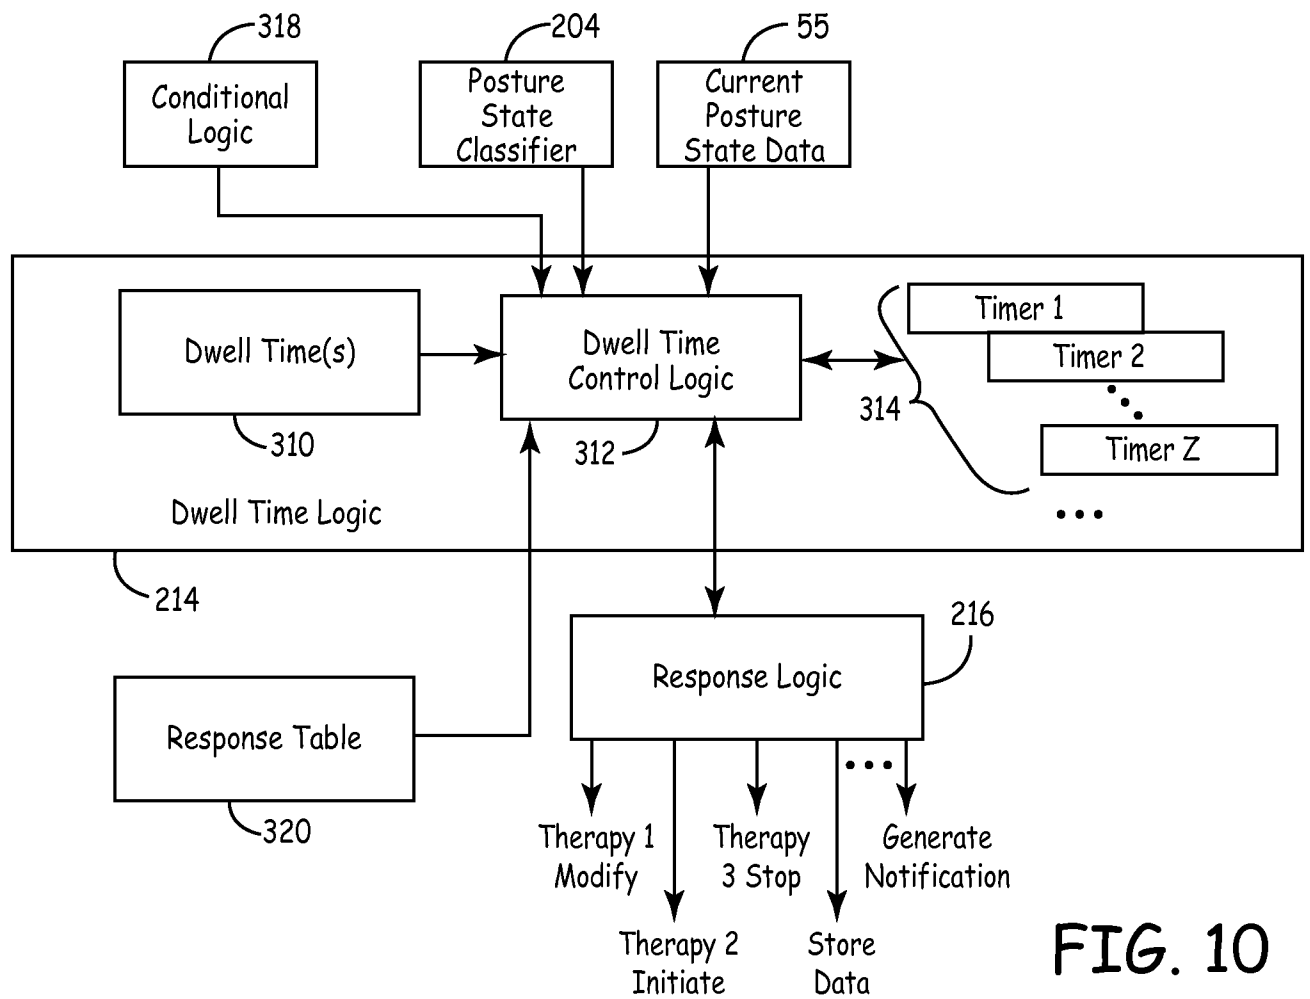 318
204
55
Conditional
Logic
Posture
State
Classifier
Current
Posture
State Data
Dwell Time(s)
310
Dwell Time
Control Logic
312
Timer 1
Timer 2
Timer Z
314
Dwell Time Logic
214
216
Response Logic
Response Table
320
Therapy 1
Modify
Therapy 2
Initiate
Therapy
3 Stop
Store
Data
Generate
Notification
FIG. 10